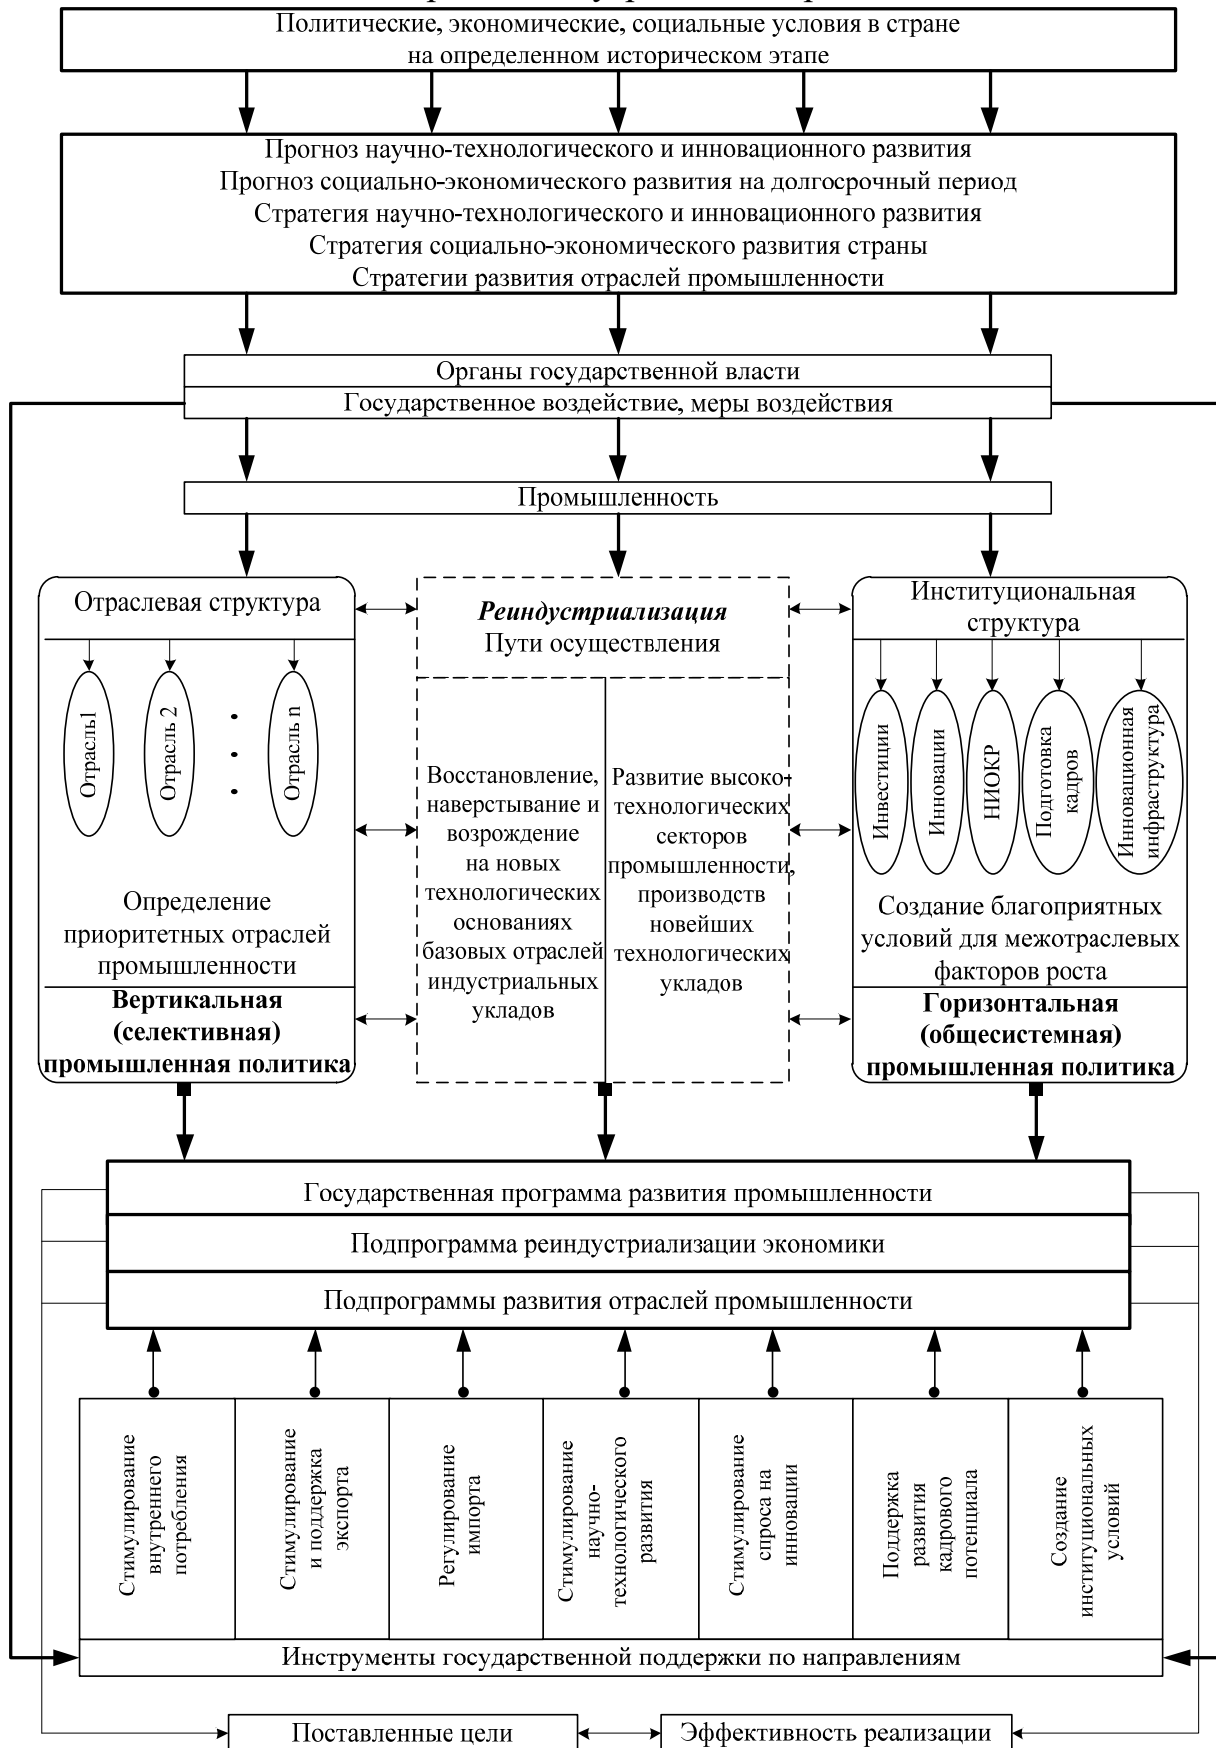 Политические, экономические, социальные условия в стране
на определенном историческом этапе
Прогноз научно-технологического и инновационного развития
Прогноз социально-экономического развития на долгосрочный период
Стратегия научно-технологического и инновационного развития
Стратегия социально-экономического развития страны
Стратегии развития отраслей промышленности
Органы государственной власти
Государственное воздействие, меры воздействия
Промышленность
Отраслевая структура
Отрасль1
Отрасль 2
Отрасль n
Определение
приоритетных отраслей
промышленности
Вертикальная
(селективная)
промышленная политика
Реиндустриализация
Пути осуществления
Восстановление,
наверстывание и
возрождение
на новых
технологических
основаниях
базовых отраслей
индустриальных
укладов
Развитие высоко-
технологических
секторов
промышленности,
производств
новейших
технологических
укладов
Институциональная
структура
Инвестиции
Инновации
НИОКР
Подготовка
кадров
Инновационная
инфраструктура
Создание благоприятных
условий для межотраслевых
факторов роста
Горизонтальная
(общесистемная)
промышленная политика
Государственная программа развития промышленности
Подпрограмма реиндустриализации экономики
Подпрограммы развития отраслей промышленности
Стимулирование
внутреннего
потребления
Стимулирование
и поддержка
экспорта
Регулирование
импорта
Стимулирование
научно-
технологического
развития
Стимулирование
спроса на
инновации
Поддержка
развития
кадрового
потенциала
Создание
институциональных
условий
Инструменты государственной поддержки по направлениям
Поставленные цели
Эффективность реализации